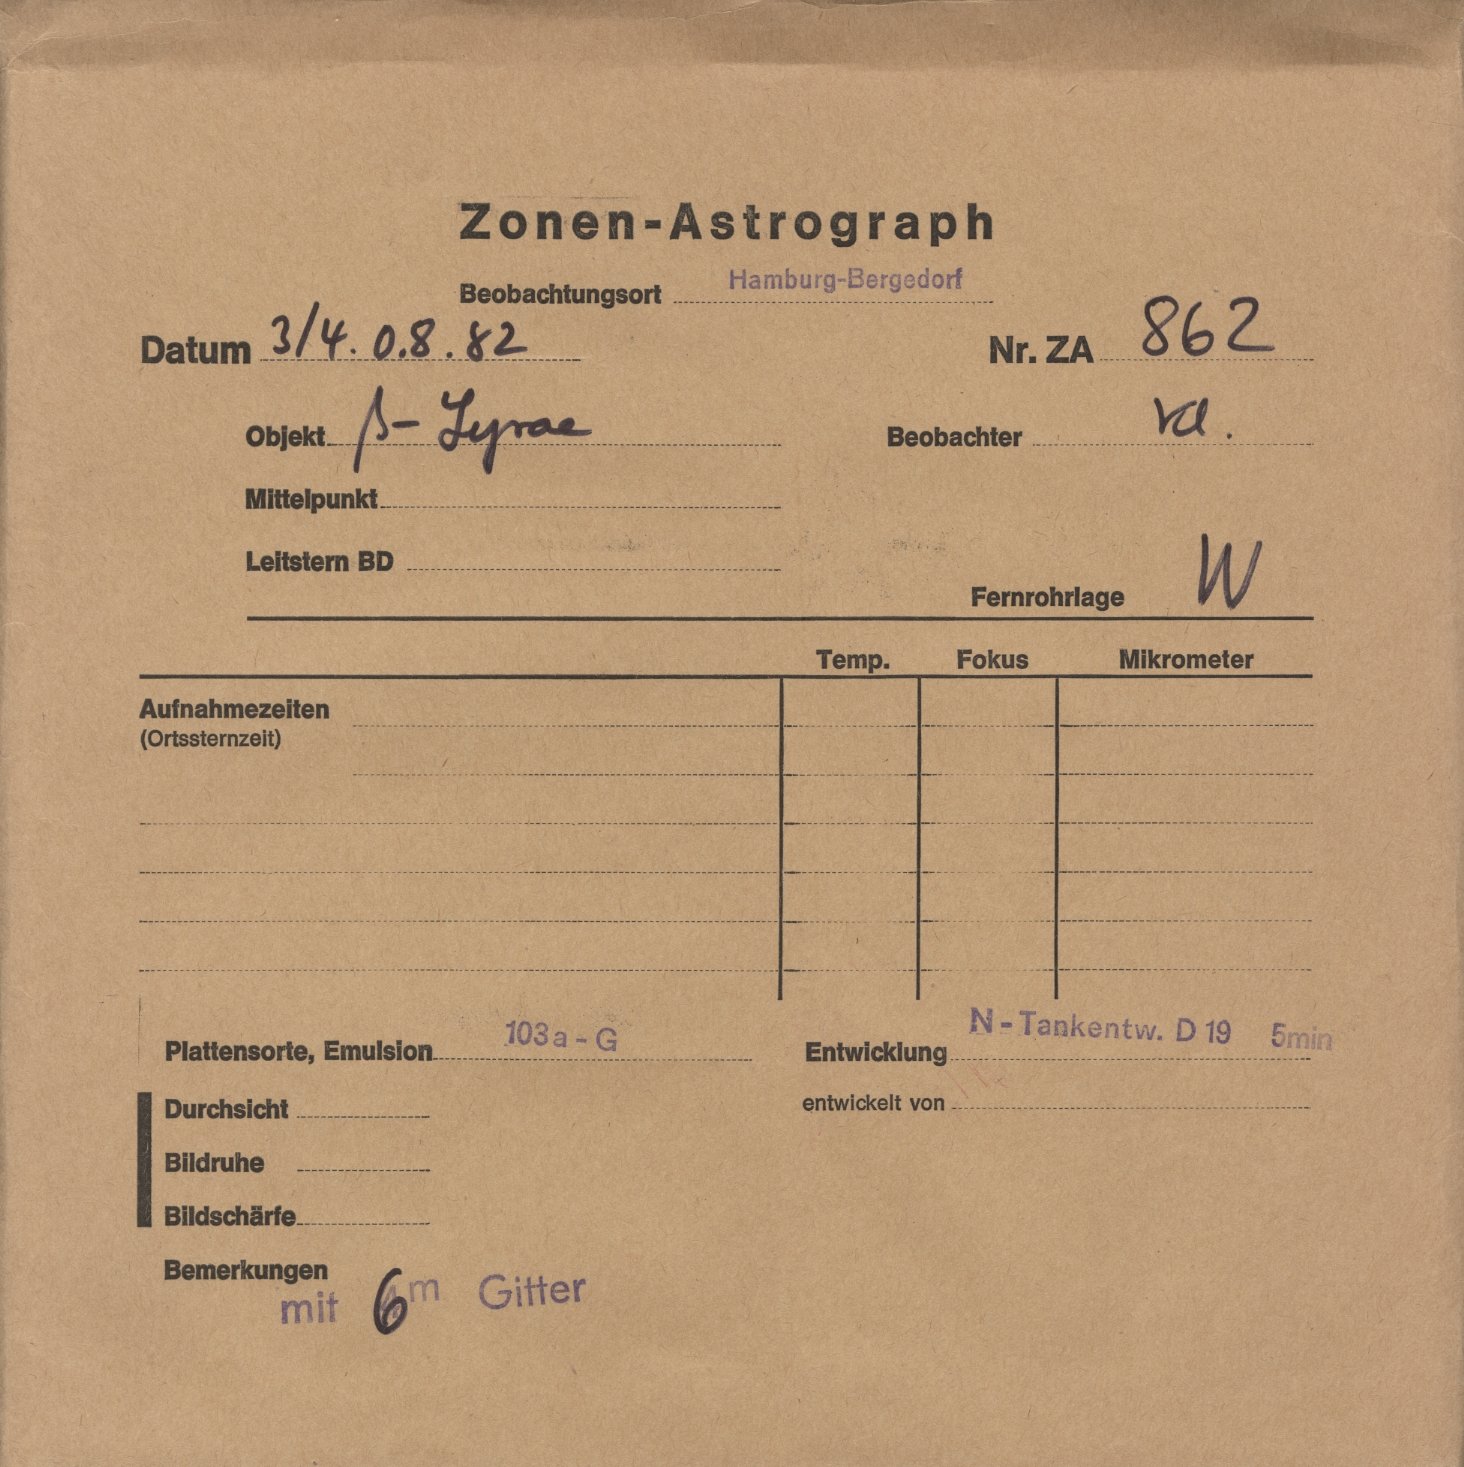 Zonen-Astrograph
Beobachtungsort Hamburg-Bergedorf
Datum 3/4. 0.8. 82 Nr. ZA 862
Objekt β- Lyrae Beobachter
Mittelpunkt
Leitstern BD
Fernrohrlage W
Temp. Fokus Mikrometer
Aufnahmezeiten
(Ortssternzeit)
Plattensorte, Emulsion 103a-G Entwicklung N-Tankentw. D 19 5min
Durchsicht entwickelt von
Bildruhe
Bildschärfe
Bemerkungen
mit 6m Gitter